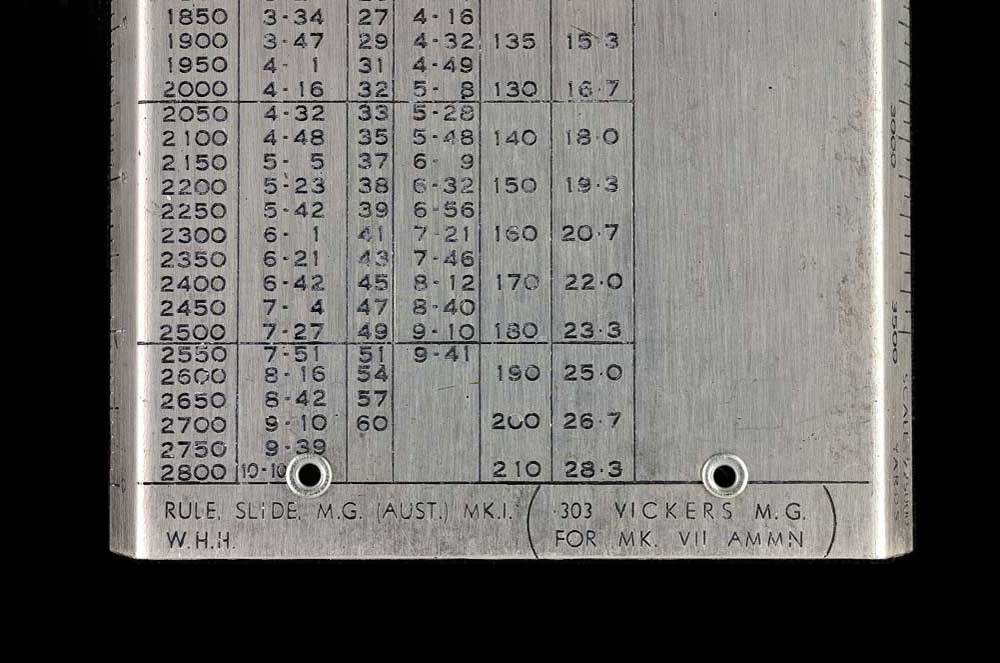 1850 3-34 27 4-16
1900 3-47 29 4-32 135 15·3
1950 4- 1 31 4-49
2000 4-16 32 5- 8 130 16·7
2050 4-32 33 5-28
2100 4-48 35 5-48 140 18·0
2150 5- 5 37 6- 9
2200 5-23 38 6-32 150 19·3
2250 5-42 39 6-56
2300 6- 1 41 7-21 160 20·7
2350 6-21 43 7-46
2400 6-42 45 8-12 170 22·0
2450 7- 4 47 8-40
2500 7-27 49 9-10 180 23·3
2550 7-51 51 9-41
2600 8-16 54 190 25·0
2650 8-42 57
2700 9-10 60 200 26·7
2750 9-39
2800 10-10 210 28·3
RULE, SLIDE, M.G. (AUST.) MK.I.
W.H.H.
(·303 VICKERS M.G.
FOR MK. VII AMMN)
3000
3500
SCALE YARDS